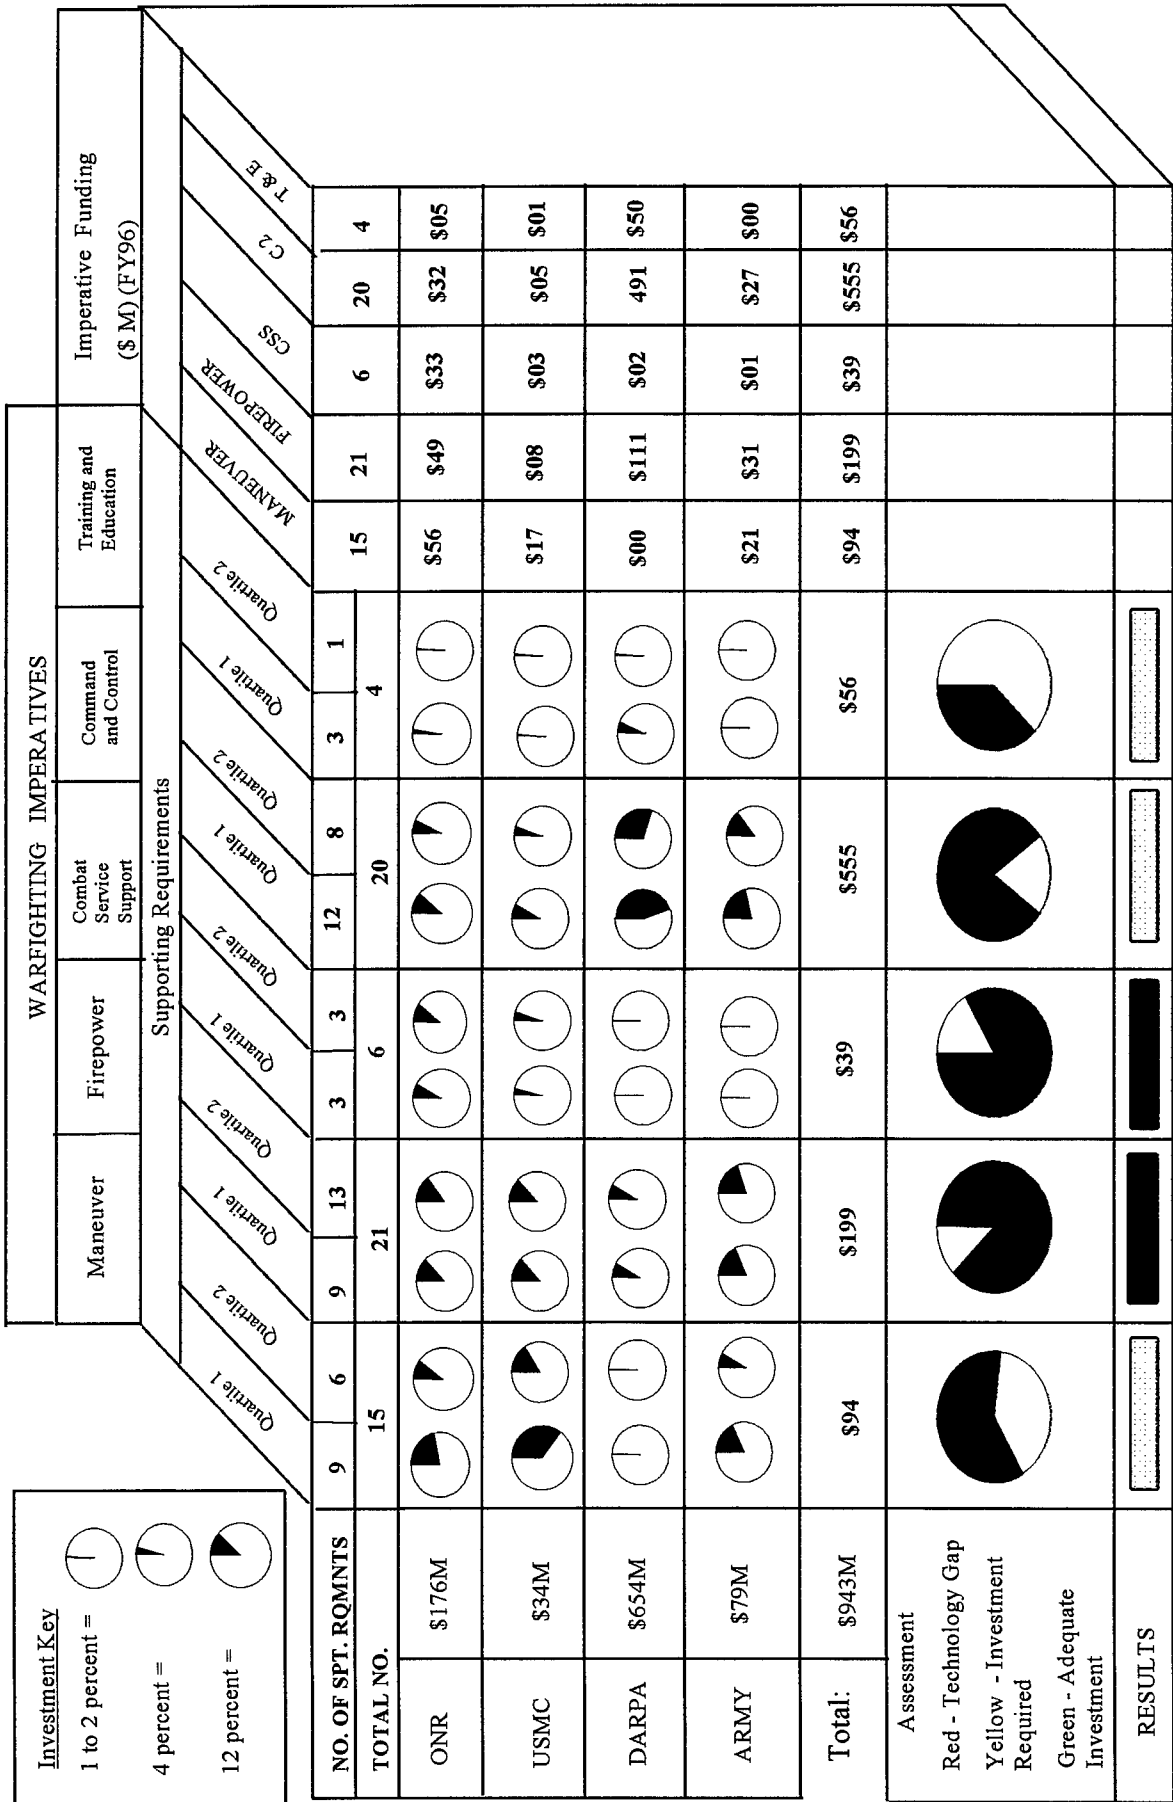 WARFIGHTING IMPERATIVES
Maneuver
Firepower
Combat
Service
Support
Command
and Control
Training and
Education
Imperative Funding
($ M) (FY96)
Supporting Requirements
Investment Key
1 to 2 percent =
4 percent =
12 percent =
Quartile 1
Quartile 2
Quartile 1
Quartile 2
Quartile 1
Quartile 2
Quartile 1
Quartile 2
Quartile 1
Quartile 2
MANEUVER
FIREPOWER
CSS
C2
T & E
NO. OF SPT. RQMNTS 9 6 9 13 3 3 12 8 3 1 15 21 6 20 4
TOTAL NO. 15 21 6 20 4
ONR $176M $56 $49 $33 $32 $05
USMC $34M $17 $08 $03 $05 $01
DARPA $654M $00 $111 $02 491 $50
ARMY $79M $21 $31 $01 $27 $00
Total: $943M $94 $199 $39 $555 $56 $94 $199 $39 $555 $56
Assessment
Red - Technology Gap
Yellow - Investment
Required
Green - Adequate
Investment
RESULTS